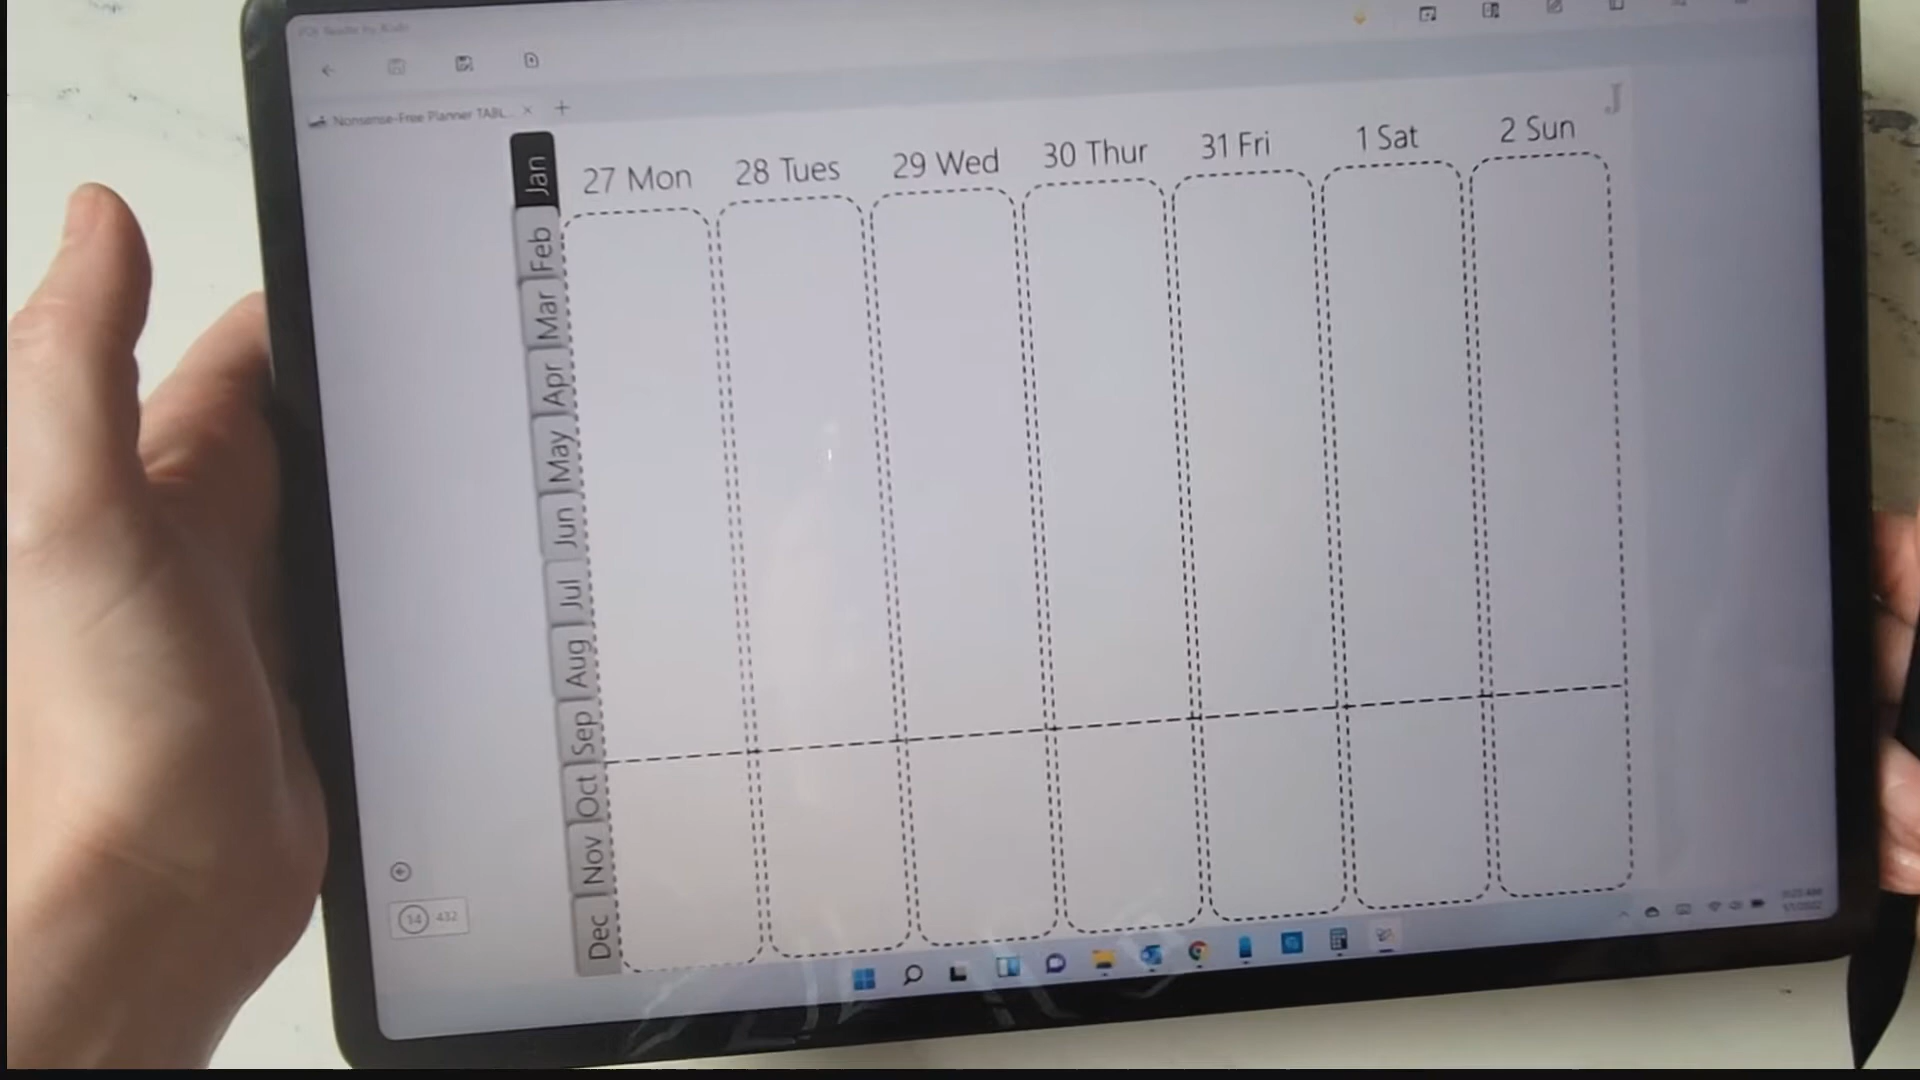 Nonsense-Free Planner TABL...
J
27 Mon
28 Tues
29 Wed
30 Thur
31 Fri
1 Sat
2 Sun
Jan
Feb
Mar
Apr
May
Jun
Jul
Aug
Sep
Oct
Nov
Dec
14
432